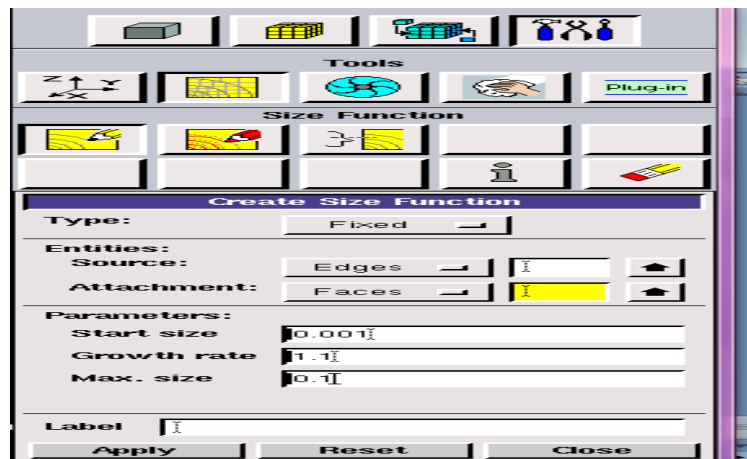 Tools
Z Y X
Plug-in
Size Function
Create Size Function
Type: Fixed
Entities:
Source: Edges
Attachment: Faces
Parameters:
Start size 0.001
Growth rate 1.1
Max. size 0.1
Label
Apply Reset Close